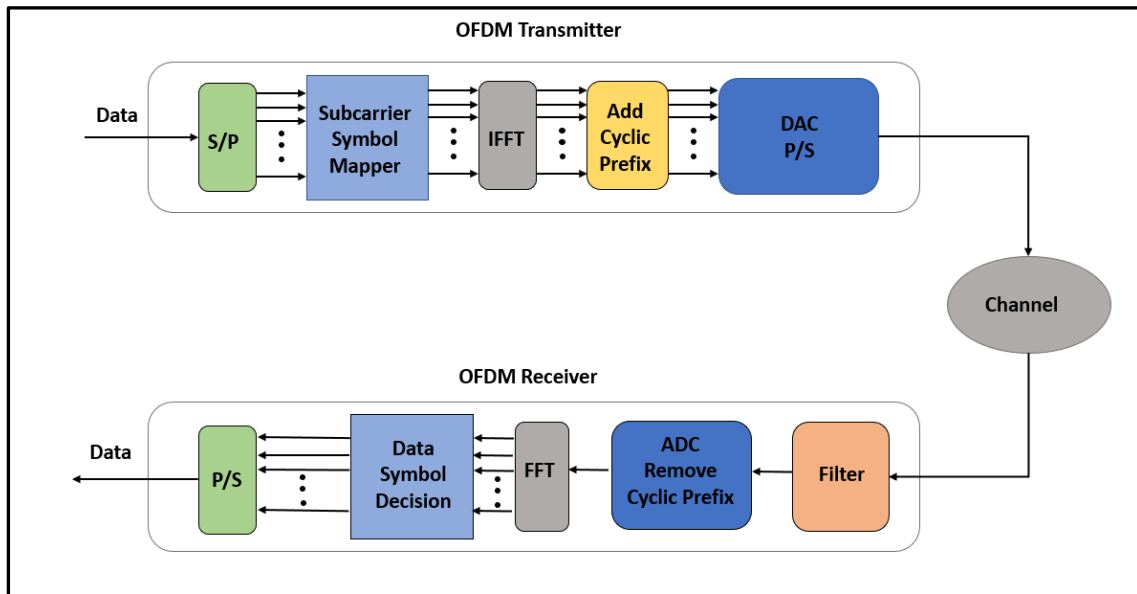 OFDM Transmitter
Data
S/P
Subcarrier
Symbol
Mapper
IFFT
Add
Cyclic
Prefix
DAC
P/S
Channel
OFDM Receiver
Data
P/S
Data
Symbol
Decision
FFT
ADC
Remove
Cyclic Prefix
Filter